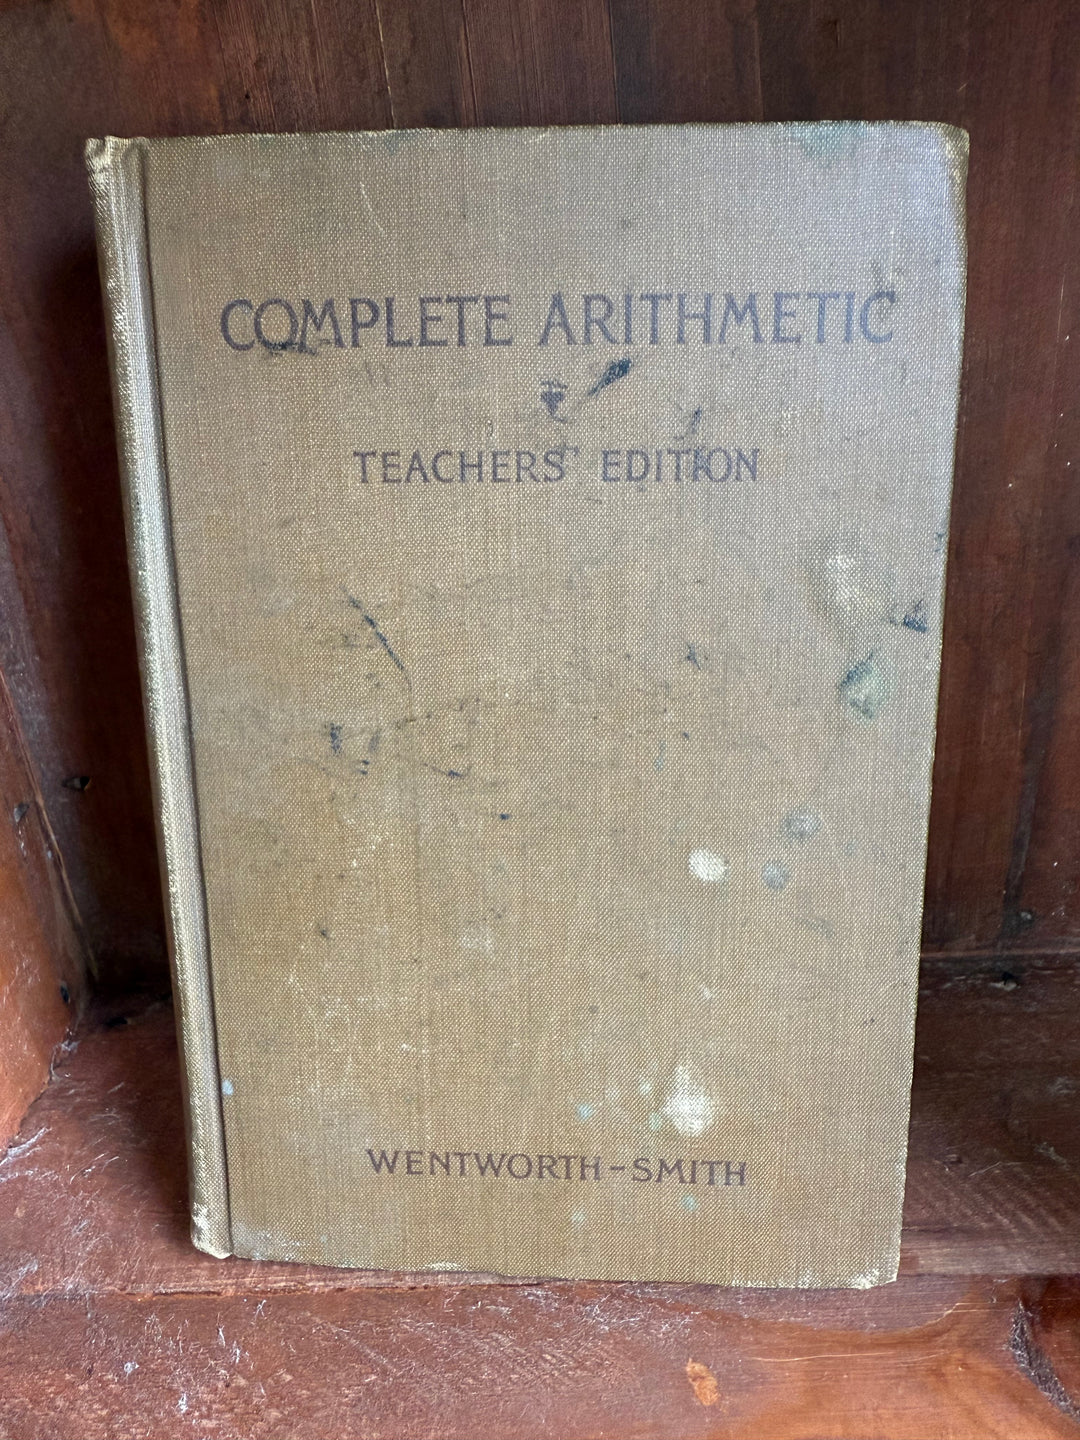 COMPLETE ARITHMETIC
TEACHERS' EDITION
WENTWORTH-SMITH